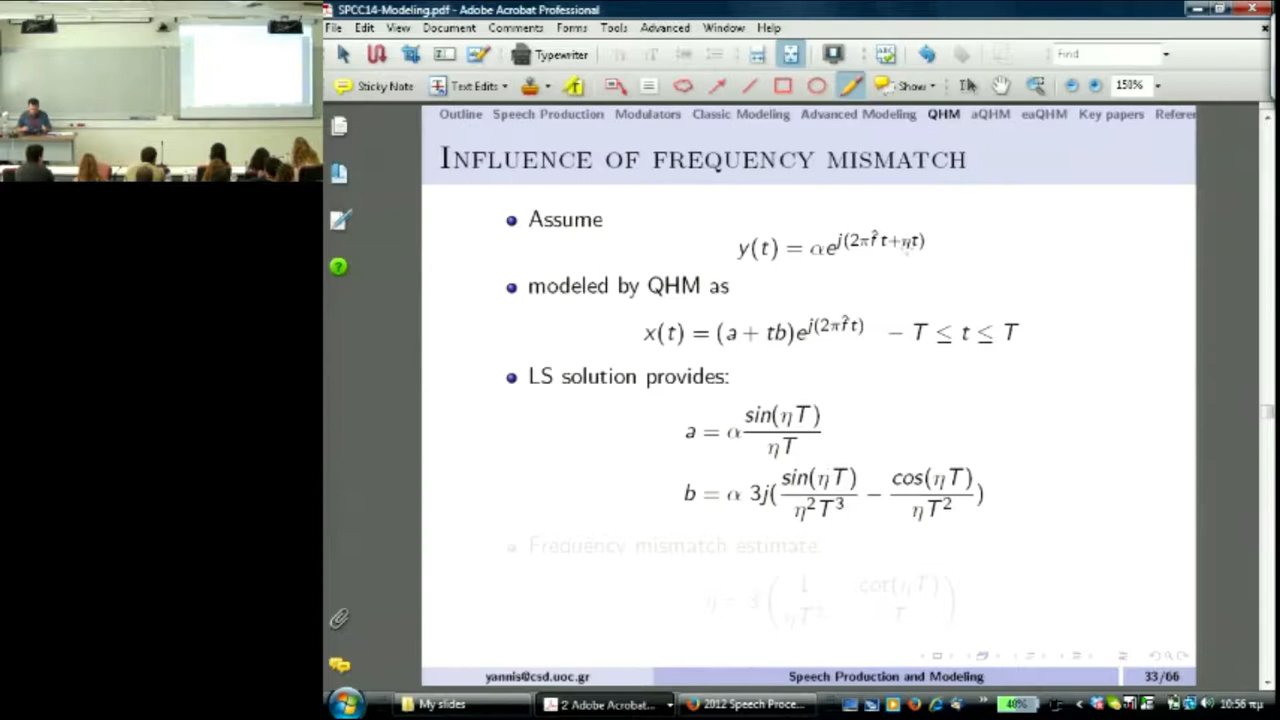 SPCC14-Modeling.pdf - Adobe Acrobat Professional
File Edit View Document Comments Forms Tools Advanced Window Help
Typewriter Find
Sticky Note Text Edits Show 150%
Outline Speech Production Modulators Classic Modeling Advanced Modeling QHM aQHM eaQHM Key papers Referen
INFLUENCE OF FREQUENCY MISMATCH
Assume
y(t) = αe^{j(2πf̂t+ηt)}
modeled by QHM as
x(t) = (a + tb)e^{j(2πf̂t)} − T ≤ t ≤ T
LS solution provides:
a = α sin(ηT)/ηT
b = α 3j(sin(ηT)/η²T³ − cos(ηT)/ηT²)
Frequency mismatch estimate
yannis@csd.uoc.gr Speech Production and Modeling 33/66
My slides 2 Adobe Acrobat... 2012 Speech Proce... 48% 10:56 πμ